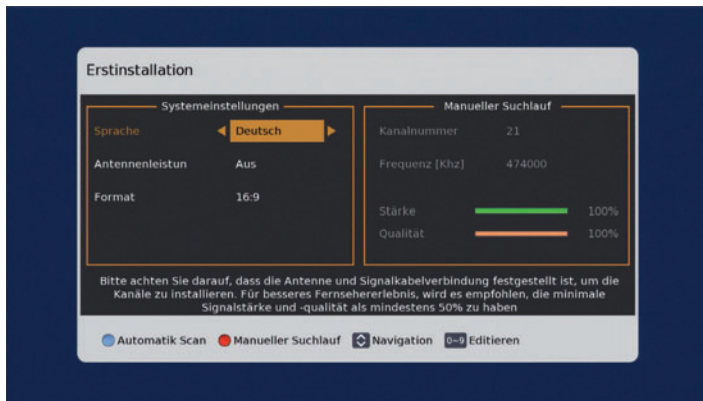 Erstinstallation
Systemeinstellungen
Sprache Deutsch
Antennenleistun Aus
Format 16:9
Manueller Suchlauf
Kanalnummer 21
Frequenz [Khz] 474000
Stärke 100%
Qualität 100%
Bitte achten Sie darauf, dass die Antenne und Signalkabelverbindung festgestellt ist, um die
Kanäle zu installieren. Für besseres Fernsehererlebnis, wird es empfohlen, die minimale
Signalstärke und -qualität als mindestens 50% zu haben
Automatik Scan Manueller Suchlauf Navigation 0~9 Editieren